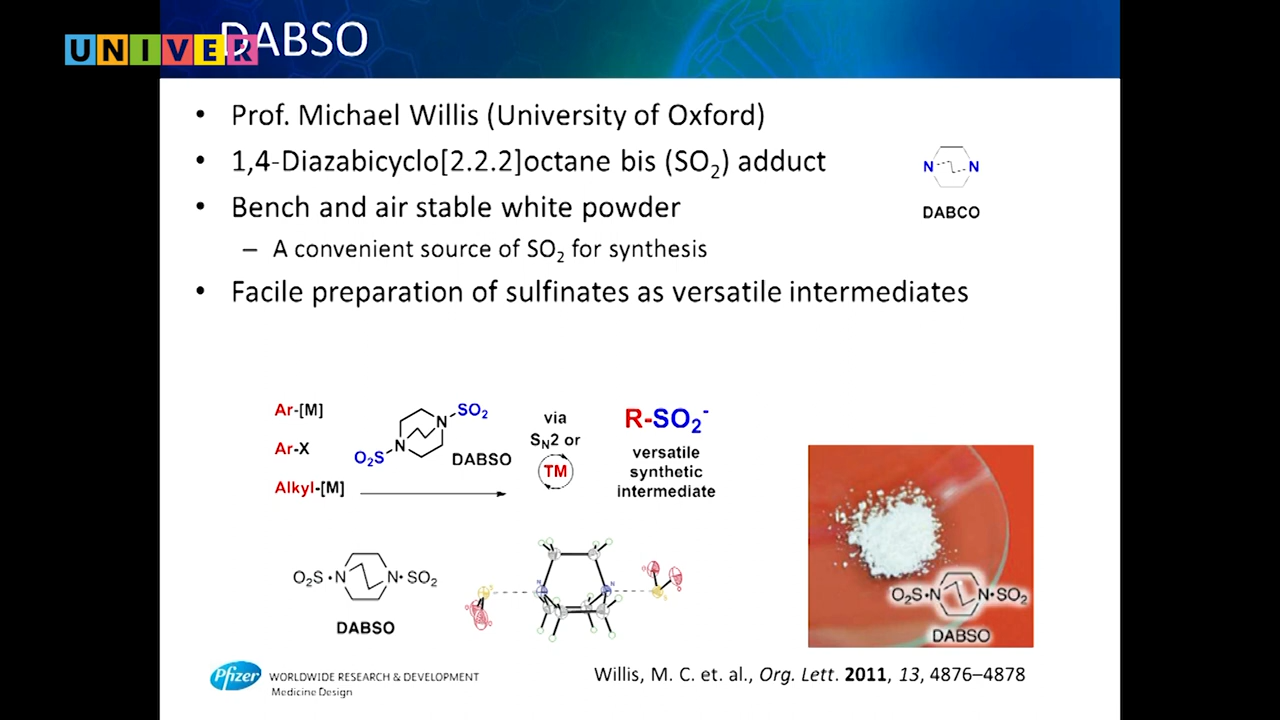 UNIVER
DABSO
• Prof. Michael Willis (University of Oxford)
• 1,4-Diazabicyclo[2.2.2]octane bis (SO₂) adduct
• Bench and air stable white powder
– A convenient source of SO₂ for synthesis
• Facile preparation of sulfinates as versatile intermediates
N N
DABCO
Ar-[M]
Ar-X
Alkyl-[M]
N SO₂
O₂S N
DABSO
via
Sₙ2 or
TM
R-SO₂⁻
versatile
synthetic
intermediate
O₂S•N N•SO₂
DABSO
O₂S•N N•SO₂
DABSO
Pfizer
WORLDWIDE RESEARCH & DEVELOPMENT
Medicine Design
Willis, M. C. et. al., Org. Lett. 2011, 13, 4876–4878